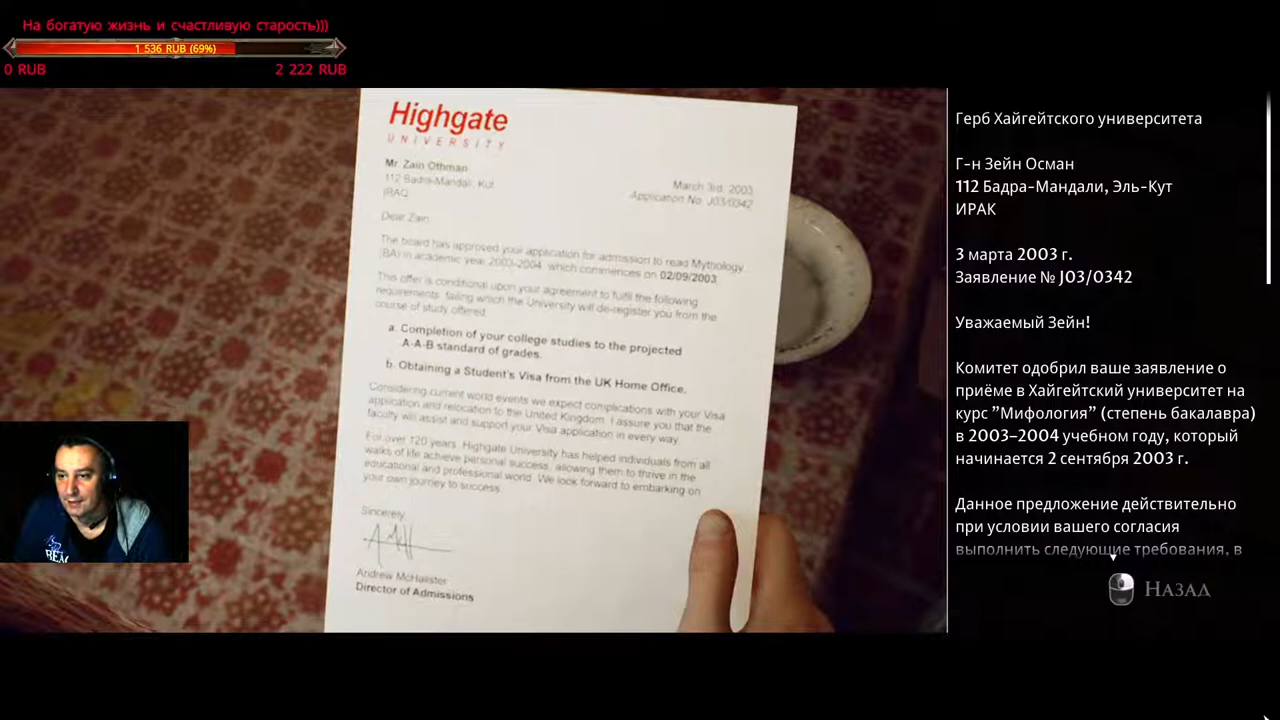 На богатую жизнь и счастливую старость)))
1 536 RUB (69%)
0 RUB
2 222 RUB
Highgate
UNIVERSITY
Mr. Zain Othman
112 Badra-Mandali, Kut
IRAQ
March 3rd, 2003
Application No. J03/0342
Dear Zain
The board has approved your application for admission to read Mythology
(BA) in academic year 2003-2004, which commences on 02/09/2003
This offer is conditional upon your agreement to fulfil the following
requirements, failing which the University will de-register you from the
course of study offered
a. Completion of your college studies to the projected
A-A-B standard of grades.
b. Obtaining a Student's Visa from the UK Home Office.
Considering current world events we expect complications with your Visa
application and relocation to the United Kingdom. I assure you that the
faculty will assist and support your Visa application in every way.
For over 120 years, Highgate University has helped individuals from all
walks of life achieve personal success, allowing them to thrive in the
educational and professional world. We look forward to embarking on
your own journey to success.
Sincerely
Andrew McHalister
Director of Admissions
Герб Хайгейтского университета
Г-н Зейн Осман
112 Бадра-Мандали, Эль-Кут
ИРАК
3 марта 2003 г.
Заявление № J03/0342
Уважаемый Зейн!
Комитет одобрил ваше заявление о
приёме в Хайгейтский университет на
курс "Мифология" (степень бакалавра)
в 2003–2004 учебном году, который
начинается 2 сентября 2003 г.
Данное предложение действительно
при условии вашего согласия
выполнить следующие требования, в
Назад